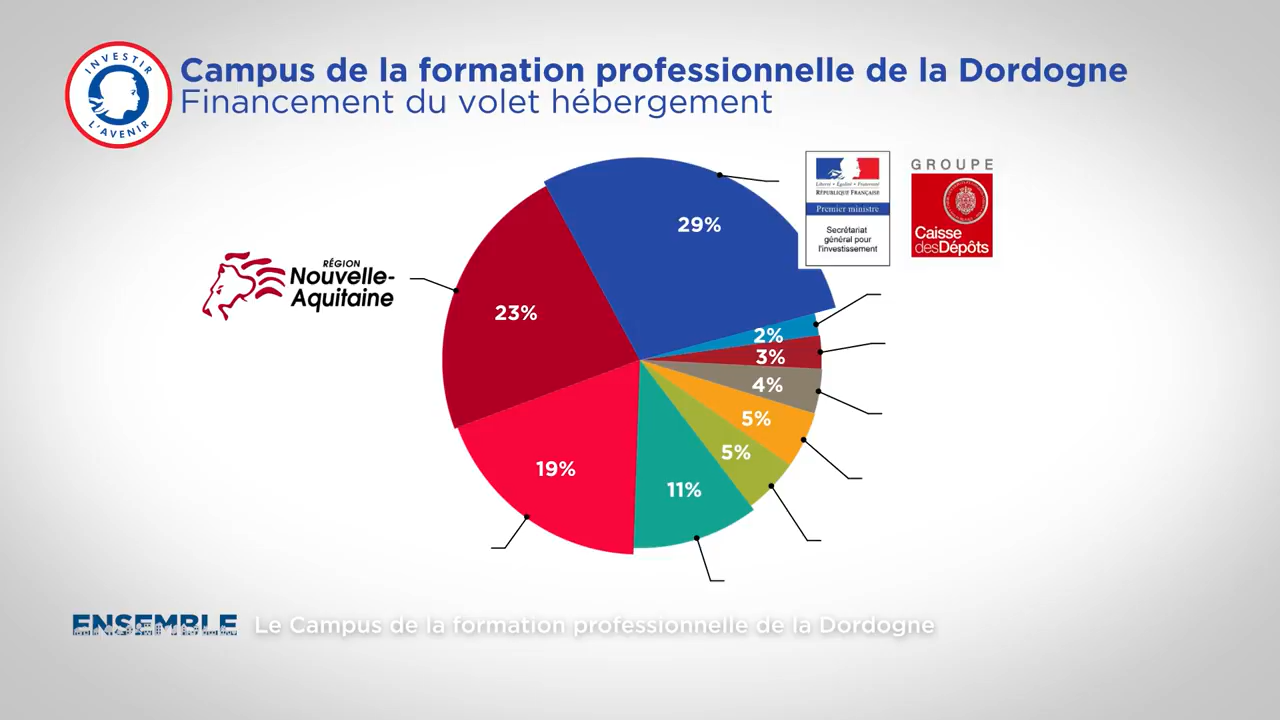 INVESTIR
L'AVENIR
Campus de la formation professionnelle de la Dordogne
Financement du volet hébergement
Liberté • Égalité • Fraternité
RÉPUBLIQUE FRANÇAISE
Premier ministre
Secrétariat
général pour
l'investissement
GROUPE
Caisse
desDépôts
29%
RÉGION
Nouvelle-
Aquitaine
23%
2%
3%
4%
5%
5%
11%
19%
ENSEMBLE
Le Campus de la formation professionnelle de la Dordogne